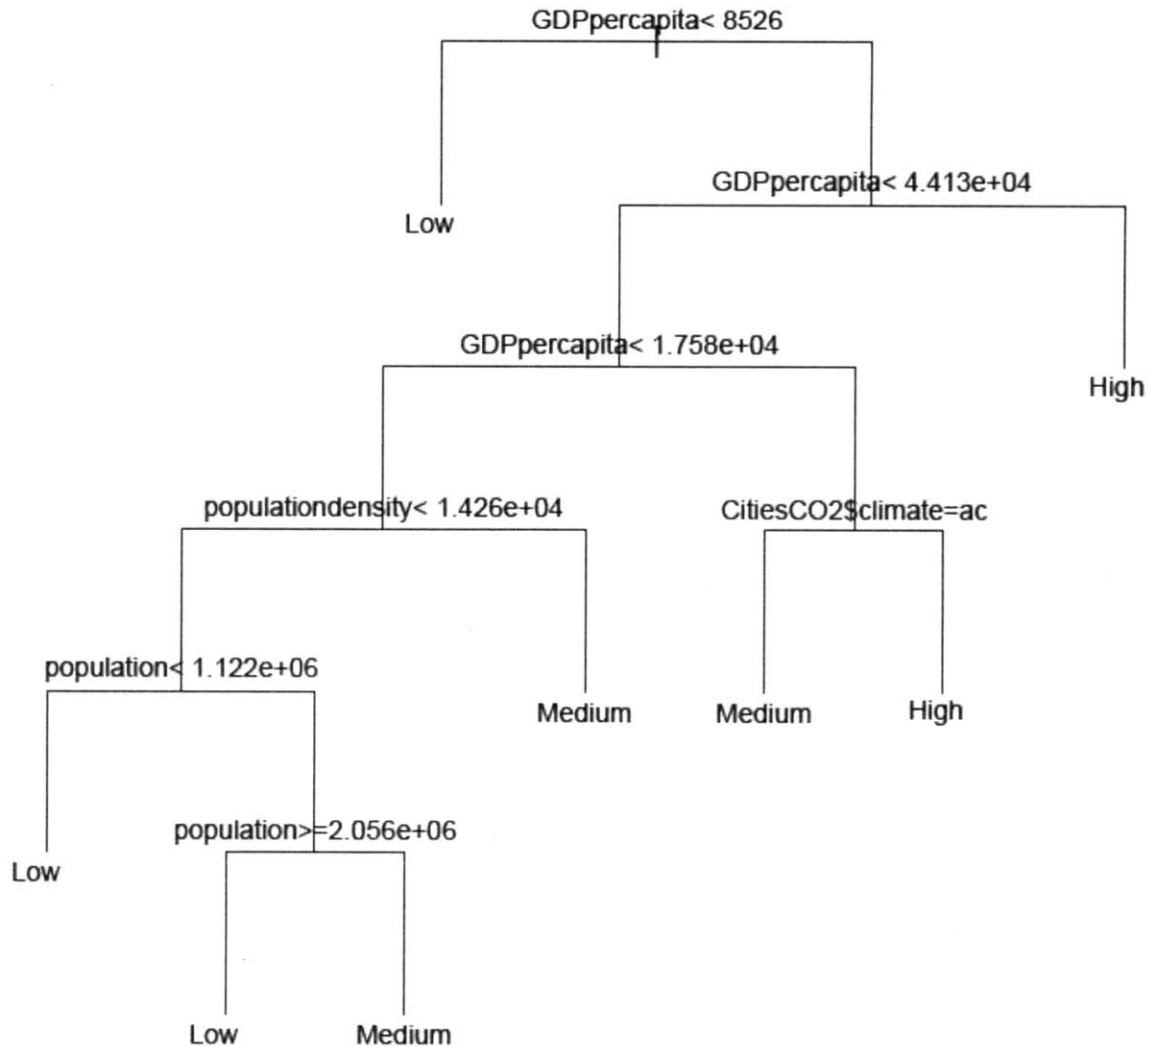 GDPpercapita< 8526
GDPpercapita< 4.413e+04
Low
GDPpercapita< 1.758e+04
High
populationdensity< 1.426e+04
CitiesCO2$climate=ac
population< 1.122e+06
Medium
Medium
High
population>=2.056e+06
Low
Low
Medium